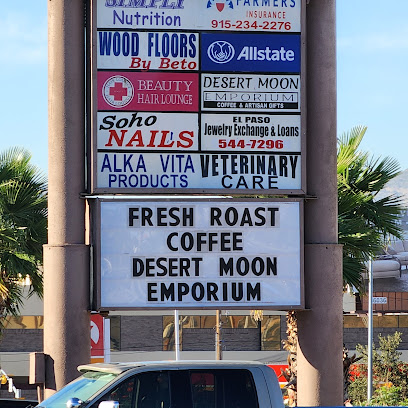 SIMPLY
Nutrition
FARMERS
INSURANCE
915-234-2276
WOOD FLOORS
By Beto
Allstate
BEAUTY
HAIR LOUNGE
DESERT MOON
EMPORIUM
COFFEE & ARTISAN GIFTS
Soho
NAILS
EL PASO
Jewelry Exchange & Loans
544-7296
ALKA VITA
PRODUCTS
VETERINARY
CARE
FRESH ROAST
COFFEE
DESERT MOON
EMPORIUM